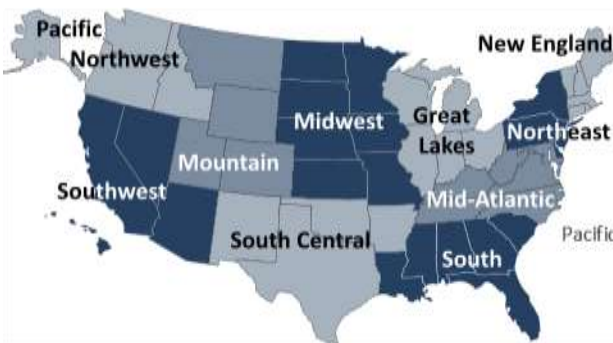 Pacific
Northwest
New England
Midwest
Great
Lakes
Northeast
Mountain
Southwest
Mid-Atlantic
South Central
Pacific
South